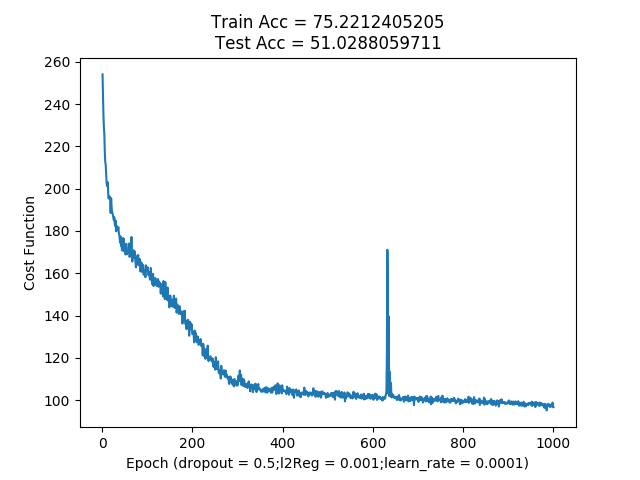 Train Acc = 75.2212405205
Test Acc = 51.0288059711
260
240
220
200
180
160
140
120
100
Cost Function
0 200 400 600 800 1000
Epoch (dropout = 0.5;l2Reg = 0.001;learn_rate = 0.0001)